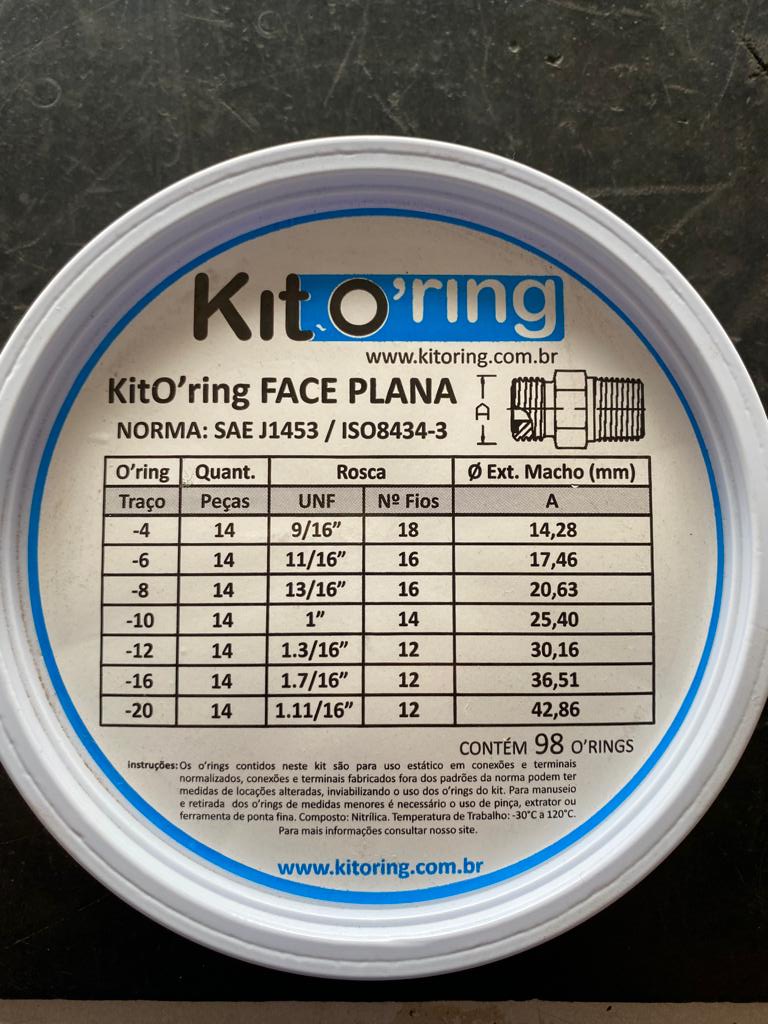 Kit O'ring
www.kitoring.com.br
KitO'ring FACE PLANA
A
NORMA: SAE J1453 / ISO8434-3
O'ring Quant. Rosca Ø Ext. Macho (mm)
Traço Peças UNF Nº Fios A
-4 14 9/16” 18 14,28
-6 14 11/16” 16 17,46
-8 14 13/16” 16 20,63
-10 14 1” 14 25,40
-12 14 1.3/16” 12 30,16
-16 14 1.7/16” 12 36,51
-20 14 1.11/16” 12 42,86
CONTÉM 98 O'RINGS
Instruções: Os o'rings contidos neste kit são para uso estático em conexões e terminais
normalizados, conexões e terminais fabricados fora dos padrões da norma podem ter
medidas de locações alteradas, inviabilizando o uso dos o'rings do kit. Para manuseio
e retirada dos o'rings de medidas menores é necessário o uso de pinça, extrator ou
ferramenta de ponta fina. Composto: Nitrílica. Temperatura de Trabalho: -30°C a 120°C.
Para mais informações consultar nosso site.
www.kitoring.com.br